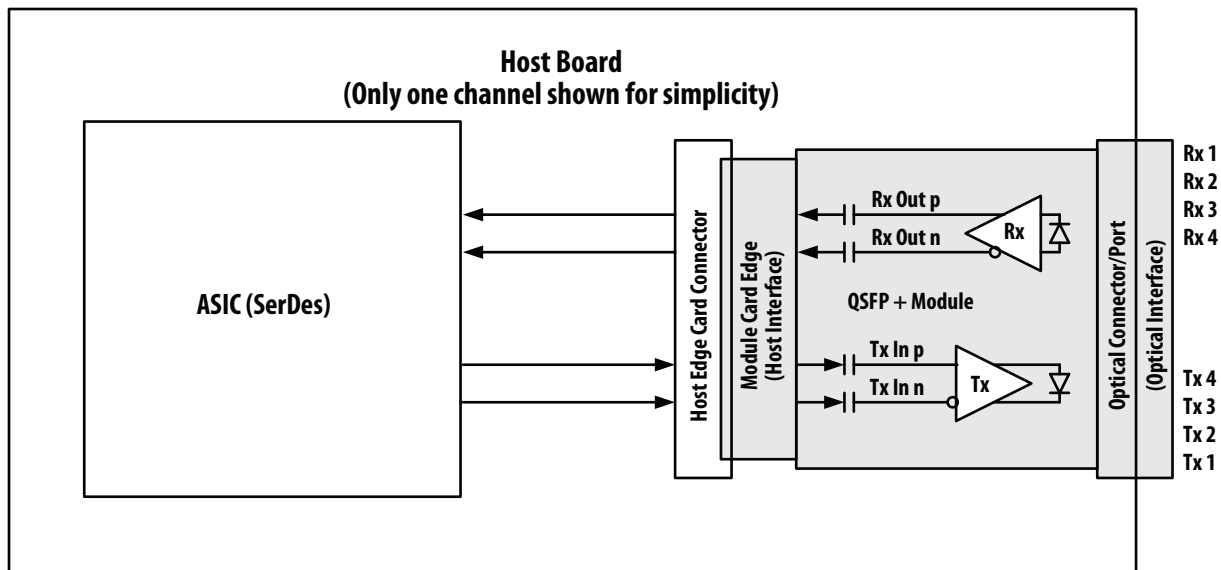 Host Board
(Only one channel shown for simplicity)
ASIC (SerDes)
Host Edge Card Connector
Module Card Edge
(Host Interface)
Rx Out p
Rx Out n
Rx
QSFP + Module
Tx In p
Tx In n
Tx
Optical Connector/Port
(Optical Interface)
Rx 1
Rx 2
Rx 3
Rx 4
Tx 4
Tx 3
Tx 2
Tx 1